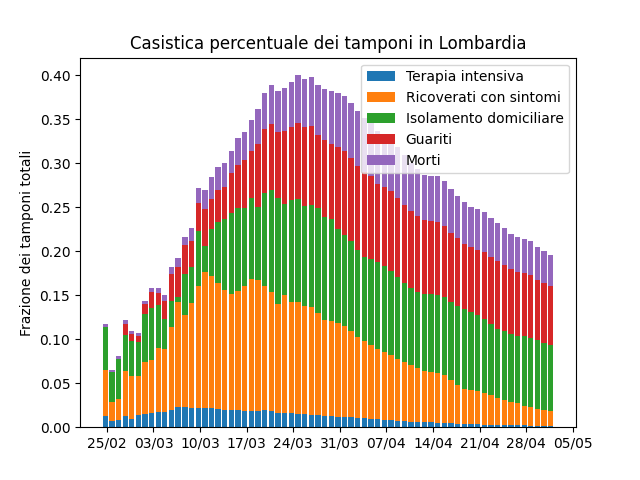 Casistica percentuale dei tamponi in Lombardia
Frazione dei tamponi totali
0.40
0.35
0.30
0.25
0.20
0.15
0.10
0.05
0.00
Terapia intensiva
Ricoverati con sintomi
Isolamento domiciliare
Guariti
Morti
25/02 03/03 10/03 17/03 24/03 31/03 07/04 14/04 21/04 28/04 05/05